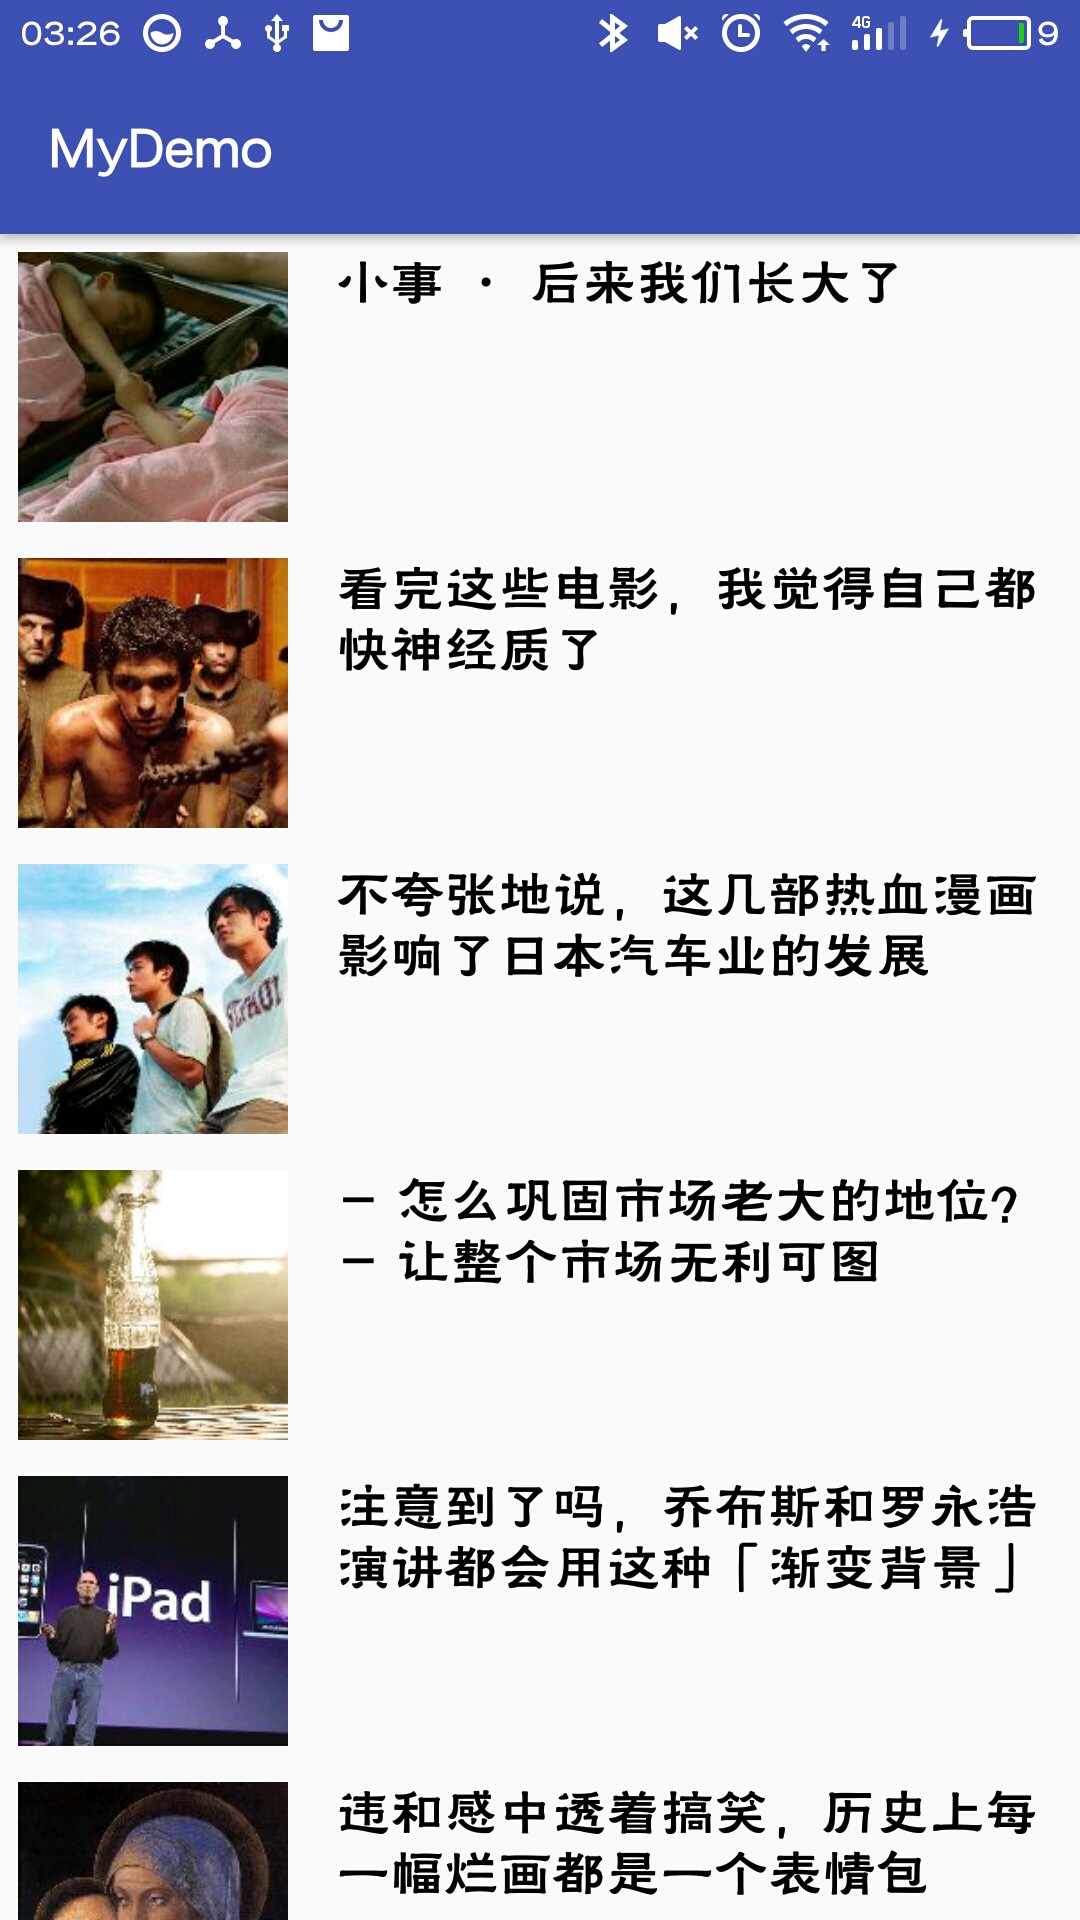 03:26
4G
9
MyDemo
小事 · 后来我们长大了
看完这些电影，我觉得自己都
快神经质了
不夸张地说，这几部热血漫画
影响了日本汽车业的发展
- 怎么巩固市场老大的地位?
- 让整个市场无利可图
注意到了吗，乔布斯和罗永浩
演讲都会用这种「渐变背景」
iPad
违和感中透着搞笑，历史上每
一幅烂画都是一个表情包